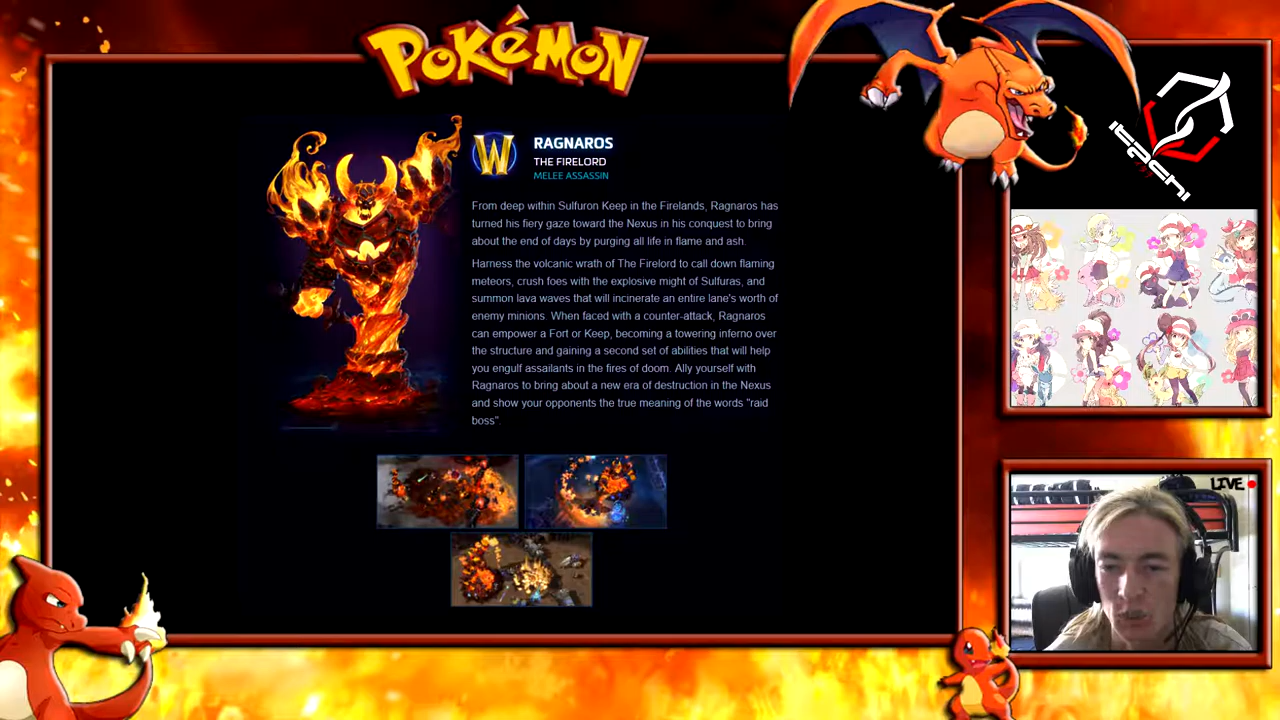 POKéMON
RAGNAROS
THE FIRELORD
MELEE ASSASSIN
From deep within Sulfuron Keep in the Firelands, Ragnaros has
turned his fiery gaze toward the Nexus in his conquest to bring
about the end of days by purging all life in flame and ash.
Harness the volcanic wrath of The Firelord to call down flaming
meteors, crush foes with the explosive might of Sulfuras, and
summon lava waves that will incinerate an entire lane's worth of
enemy minions. When faced with a counter-attack, Ragnaros
can empower a Fort or Keep, becoming a towering inferno over
the structure and gaining a second set of abilities that will help
you engulf assailants in the fires of doom. Ally yourself with
Ragnaros to bring about a new era of destruction in the Nexus
and show your opponents the true meaning of the words "raid
boss".
ITACHI
LIVE